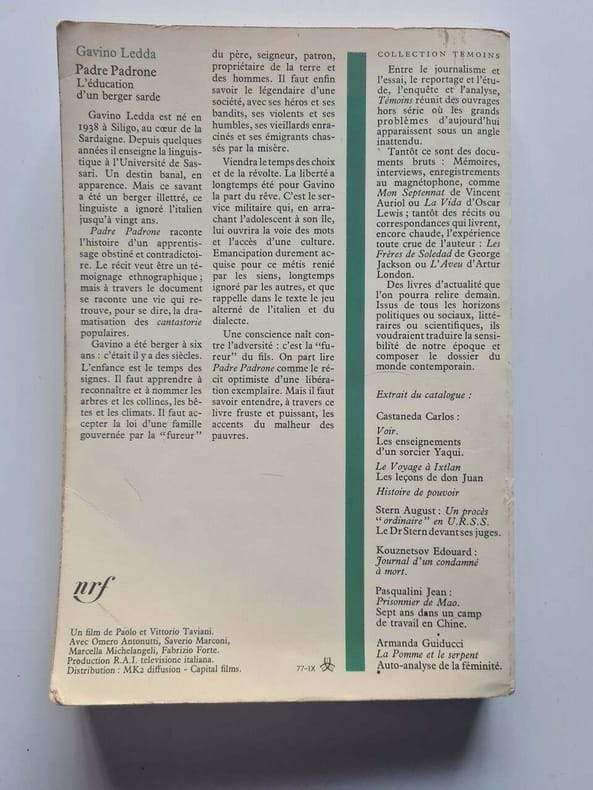 Gavino Ledda
Padre Padrone
L'éducation
d'un berger sarde
Gavino Ledda est né en
1938 à Siligo, au cœur de la
Sardaigne. Depuis quelques
années il enseigne la linguis-
tique à l'Université de Sas-
sari. Un destin banal, en
apparence. Mais ce savant
a été un berger illettré, ce
linguiste a ignoré l'italien
jusqu'à vingt ans.
Padre Padrone raconte
l'histoire d'un apprentis-
sage obstiné et contradictoi-
re. Le récit veut être un té-
moignage ethnographique ;
mais à travers le document
se raconte une vie qui re-
trouve, pour se dire, la dra-
matisation des cantastorie
populaires.
Gavino a été berger à six
ans : c'était il y a des siècles.
L'enfance est le temps des
signes. Il faut apprendre à
reconnaître et à nommer les
arbres et les collines, les bê-
tes et les climats. Il faut ac-
cepter la loi d'une famille
gouvernée par la "fureur"
du père, seigneur, patron,
propriétaire de la terre et
des hommes. Il faut enfin
savoir le légendaire d'une
société, avec ses héros et ses
bandits, ses violents et ses
humbles, ses vieillards enra-
cinés et ses émigrants chas-
sés par la misère.
Viendra le temps des choix
et de la révolte. La liberté a
longtemps été pour Gavino
la part du rêve. C'est le ser-
vice militaire qui, en arra-
chant l'adolescent à son île,
lui ouvrira la voie des mots
et l'accès d'une culture.
Emancipation durement ac-
quise pour ce métis renié
par les siens, longtemps
ignoré par les autres, et que
rappelle dans le texte le jeu
alterné de l'italien et du
dialecte.
Une conscience naît con-
tre l'adversité : c'est la "fu-
reur" du fils. On part lire
Padre Padrone comme le ré-
cit optimiste d'une libéra-
tion exemplaire. Mais il faut
savoir entendre, à travers ce
livre fruste et puissant, les
accents du malheur des
pauvres.
nrf
Un film de Paolo et Vittorio Taviani.
Avec Omero Antonutti, Saverio Marconi,
Marcella Michelangeli, Fabrizio Forte.
Production R.A.I. televisione italiana.
Distribution : MK2 diffusion - Capital films.
77-IX
COLLECTION TEMOINS
Entre le journalisme et
l'essai, le reportage et l'étu-
de, l'enquête et l'analyse,
Témoins réunit des ouvrages
hors série où les grands
problèmes d'aujourd'hui
apparaissent sous un angle
inattendu.
Tantôt ce sont des docu-
ments bruts : Mémoires,
interviews, enregistrements
au magnétophone, comme
Mon Septennat de Vincent
Auriol ou La Vida d'Oscar
Lewis ; tantôt des récits ou
correspondances qui livrent,
encore chaude, l'expérience
toute crue de l'auteur : Les
Frères de Soledad de George
Jackson ou L'Aveu d'Artur
London.
Des livres d'actualité que
l'on pourra relire demain.
Issus de tous les horizons
politiques ou sociaux, litté-
raires ou scientifiques, ils
voudraient traduire la sensi-
bilité de notre époque et
composer le dossier du
monde contemporain.
Extrait du catalogue :
Castaneda Carlos :
Voir.
Les enseignements
d'un sorcier Yaqui.
Le Voyage à Ixtlan
Les leçons de don Juan
Histoire de pouvoir
Stern August : Un procès
"ordinaire" en U.R.S.S.
Le Dr Stern devant ses juges.
Kouznetsov Edouard :
Journal d'un condamné
à mort.
Pasqualini Jean :
Prisonnier de Mao.
Sept ans dans un camp
de travail en Chine.
Armanda Guiducci
La Pomme et le serpent
Auto-analyse de la féminité.